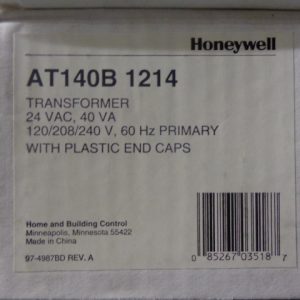 Honeywell
AT140B 1214
TRANSFORMER
24 VAC, 40 VA
120/208/240 V, 60 Hz PRIMARY
WITH PLASTIC END CAPS
Home and Building Control
Minneapolis, Minnesota 55422
Made in China
97-4987BD REV. A
0 85267 03518 7